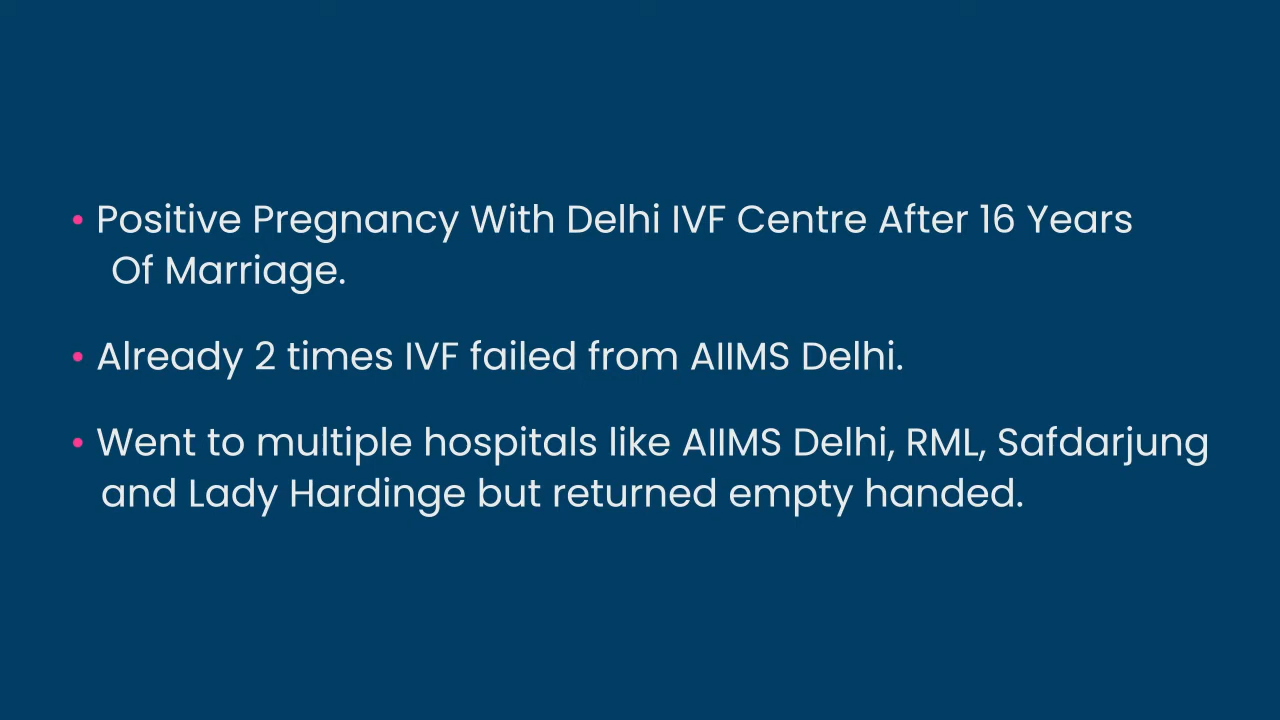 • Positive Pregnancy With Delhi IVF Centre After 16 Years
Of Marriage.
• Already 2 times IVF failed from AIIMS Delhi.
• Went to multiple hospitals like AIIMS Delhi, RML, Safdarjung
and Lady Hardinge but returned empty handed.